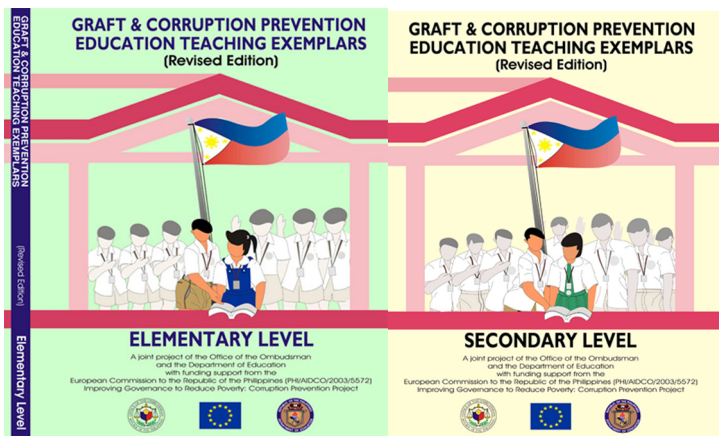 GRAFT & CORRUPTION PREVENTION
EDUCATION TEACHING EXEMPLARS
(Revised Edition)
Elementary Level
GRAFT & CORRUPTION PREVENTION
EDUCATION TEACHING EXEMPLARS
(Revised Edition)
ELEMENTARY LEVEL
A joint project of the Office of the Ombudsman
and the Department of Education
with funding support from the
European Commission to the Republic of the Philippines (PHI/AIDCO/2003/5572)
Improving Governance to Reduce Poverty: Corruption Prevention Project
GRAFT & CORRUPTION PREVENTION
EDUCATION TEACHING EXEMPLARS
(Revised Edition)
SECONDARY LEVEL
A joint project of the Office of the Ombudsman
and the Department of Education
with funding support from the
European Commission to the Republic of the Philippines (PHI/AIDCO/2003/5572)
Improving Governance to Reduce Poverty: Corruption Prevention Project